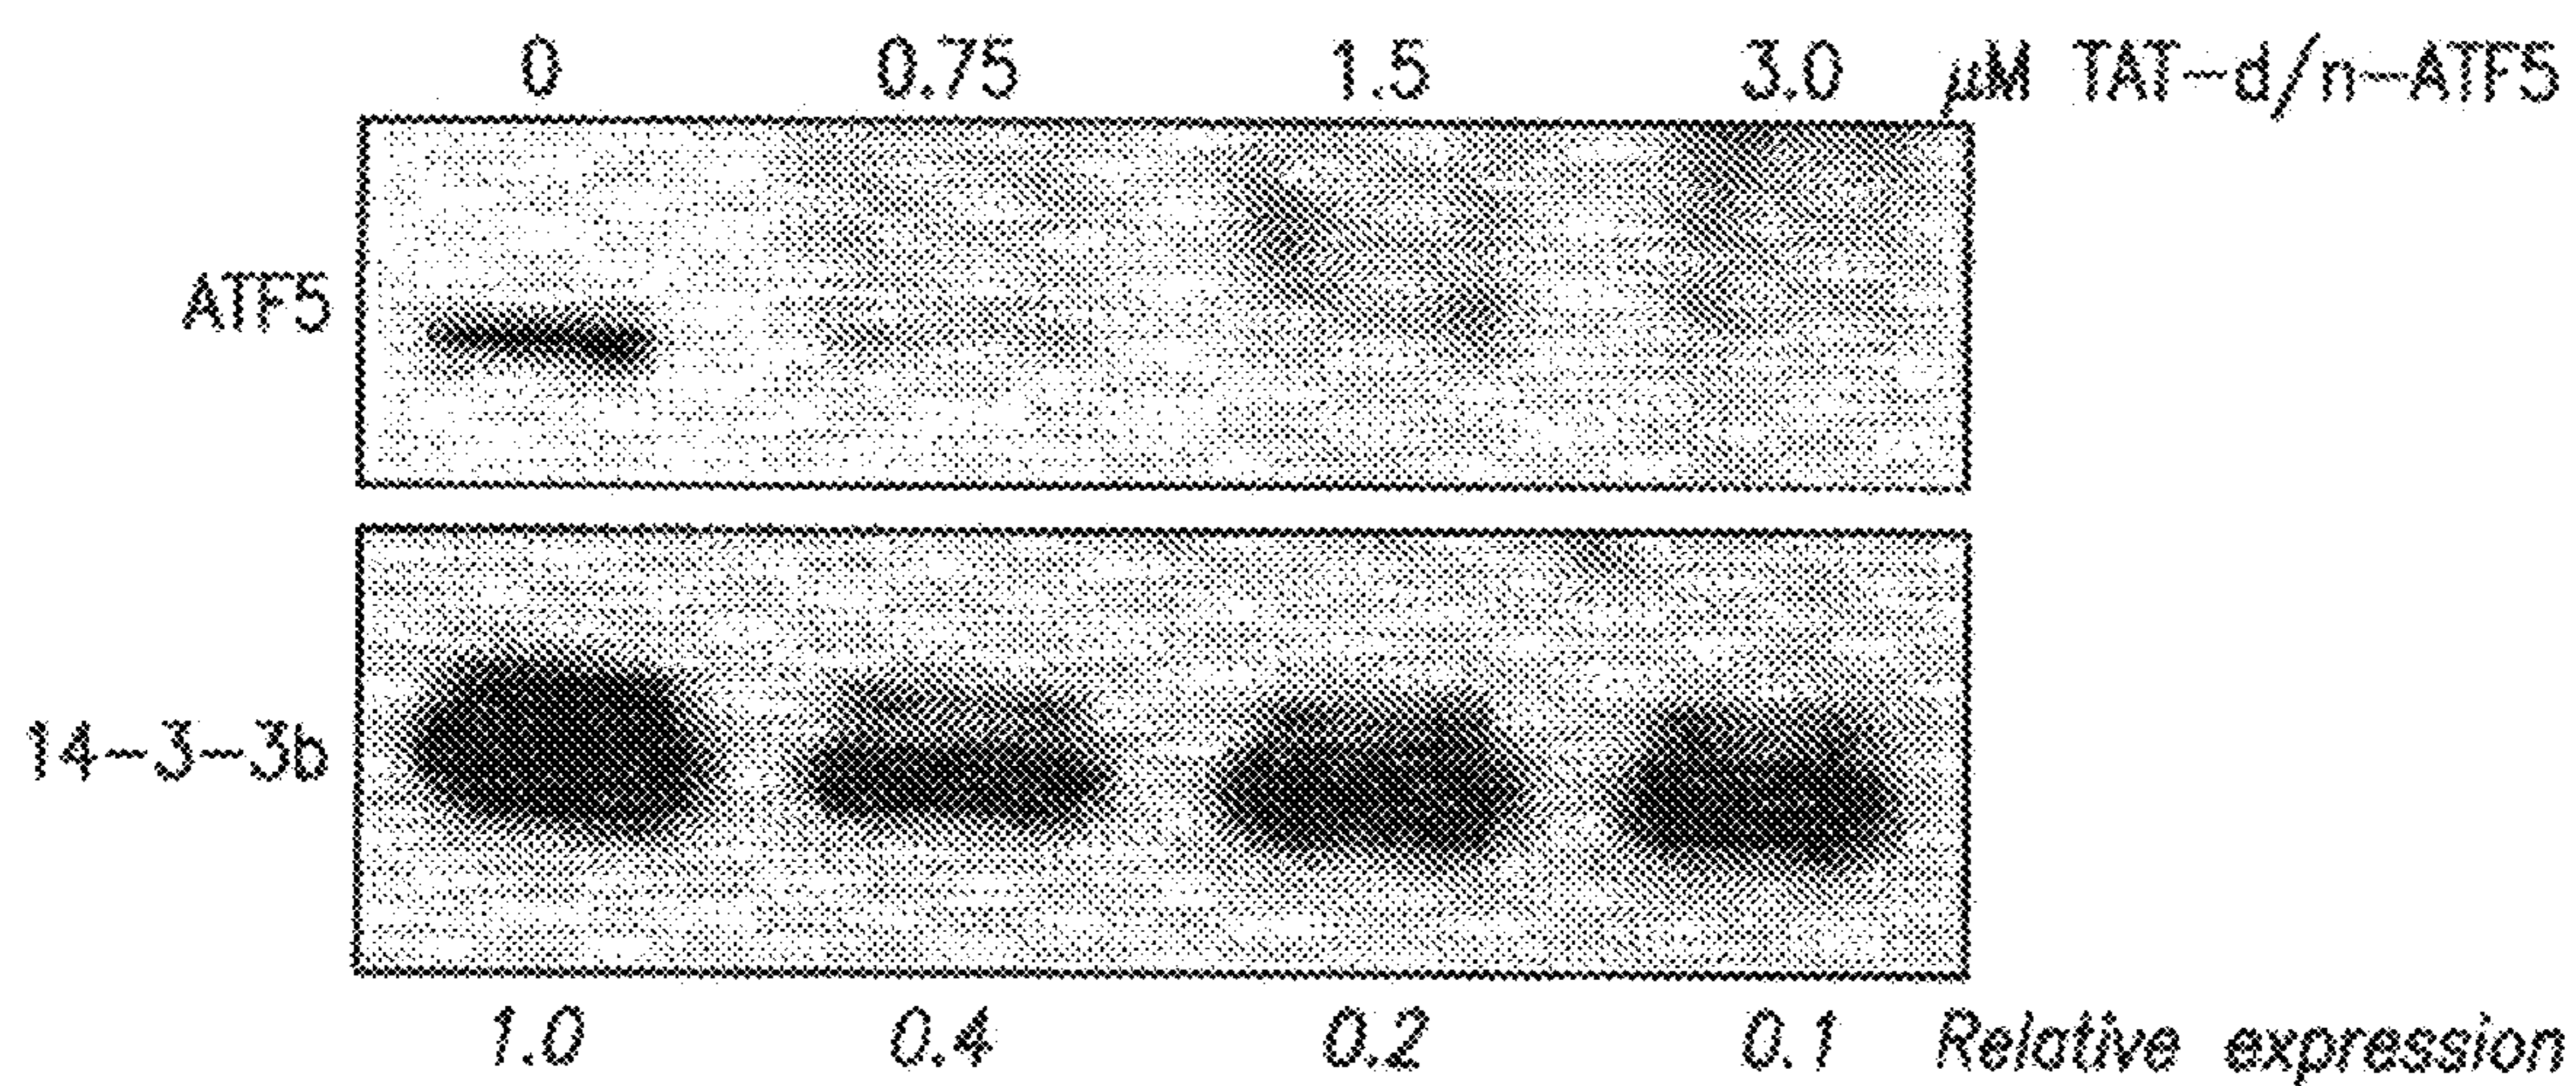 0 0.75 1.5 3.0 μM TAT-d/n-ATF5
ATF5
14-3-3b
1.0 0.4 0.2 0.1 Relative expression